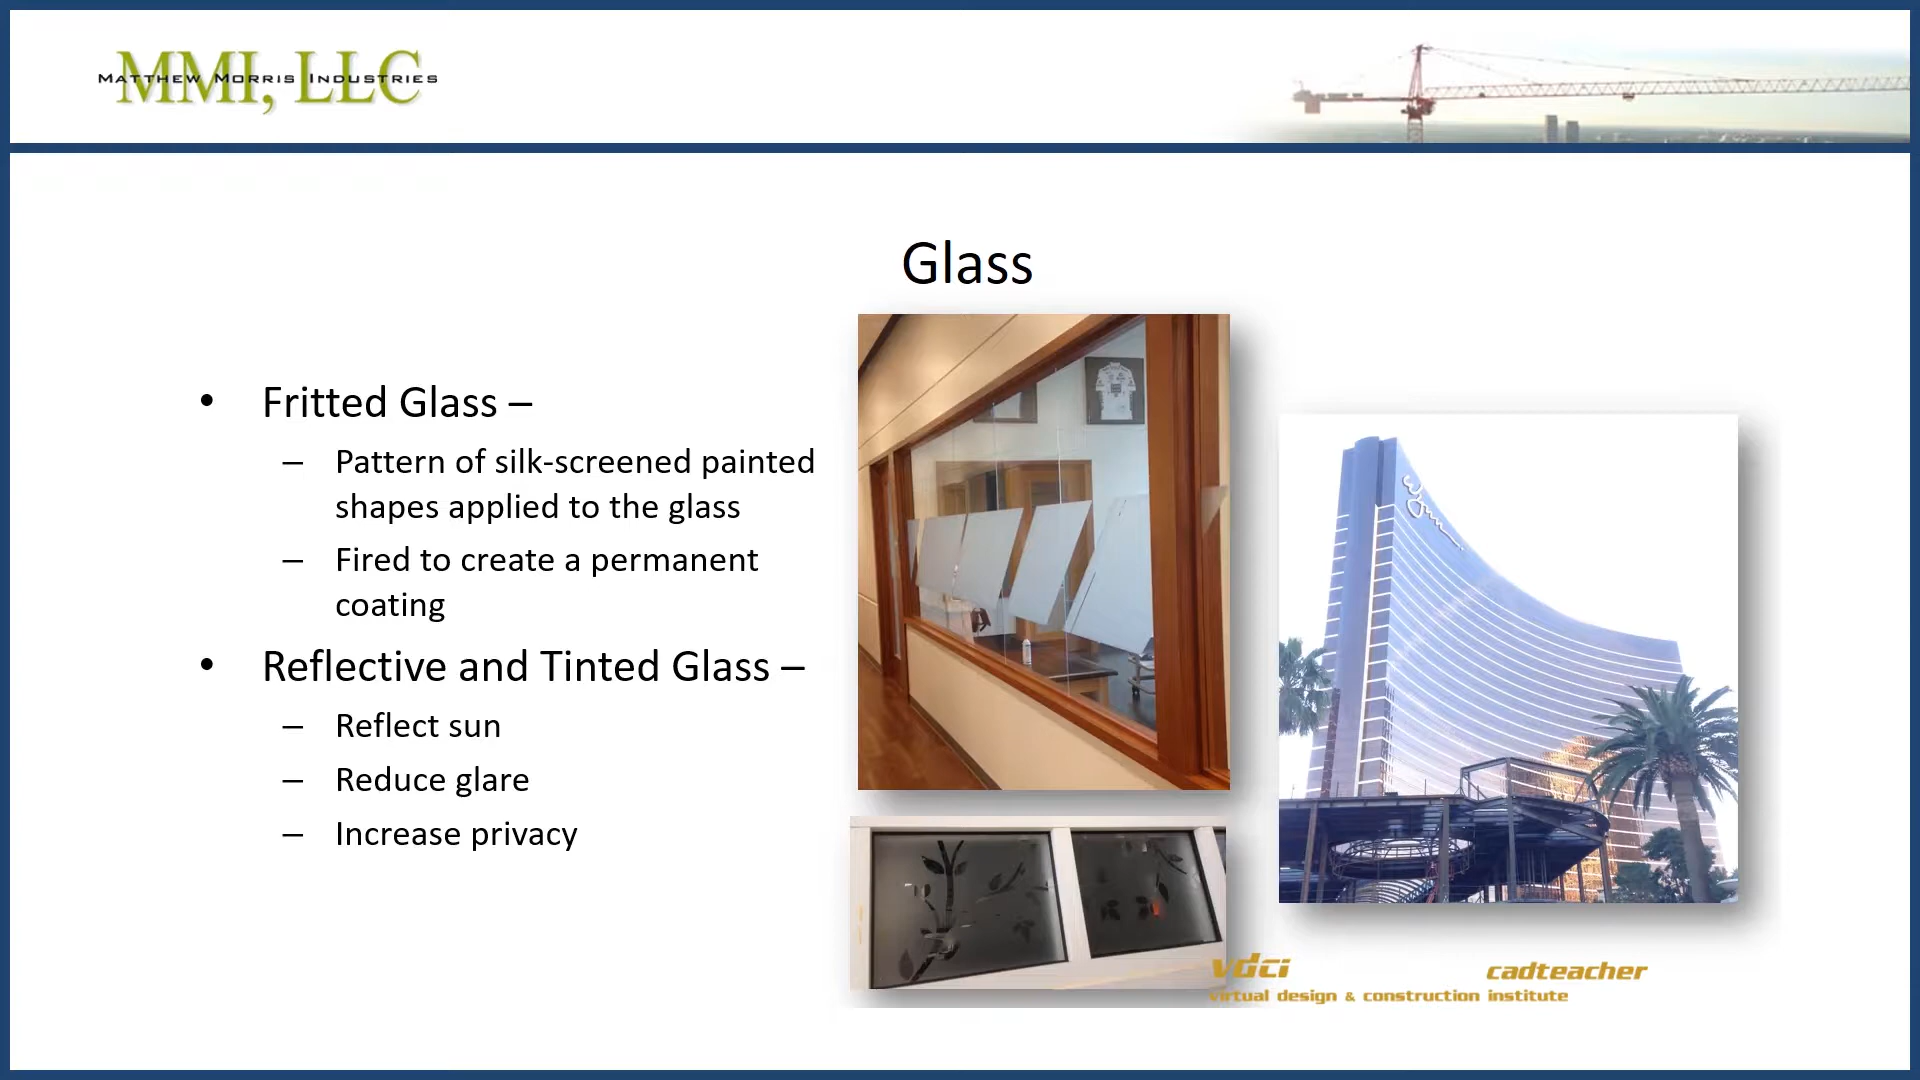 MMI, LLC
MATTHEW MORRIS INDUSTRIES
Glass
• Fritted Glass –
– Pattern of silk-screened painted
shapes applied to the glass
– Fired to create a permanent
coating
• Reflective and Tinted Glass –
– Reflect sun
– Reduce glare
– Increase privacy
Wynn
vdci cadteacher
virtual design & construction institute